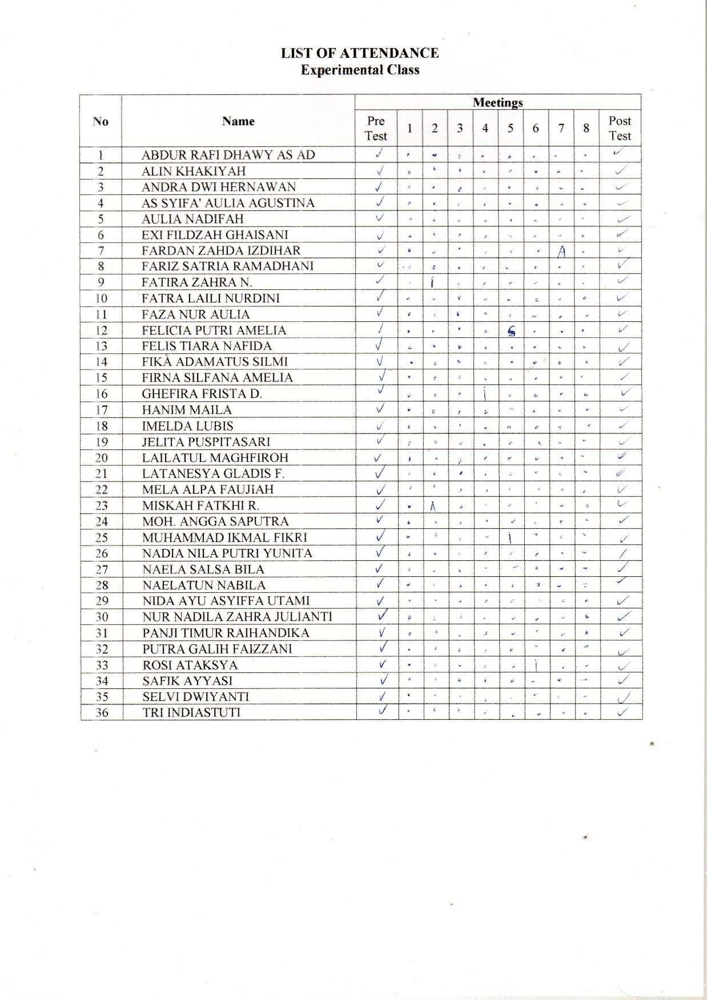 LIST OF ATTENDANCE
Experimental Class
No Name Meetings
Pre Test 1 2 3 4 5 6 7 8 Post Test
1 ABDUR RAFI DHAWY AS AD ✓ ✓
2 ALIN KHAKIYAH ✓ ✓
3 ANDRA DWI HERNAWAN ✓ ✓
4 AS SYIFA' AULIA AGUSTINA ✓ ✓
5 AULIA NADIFAH ✓ ✓
6 EXI FILDZAH GHAISANI ✓ ✓
7 FARDAN ZAHDA IZDIHAR ✓ A ✓
8 FARIZ SATRIA RAMADHANI ✓ ✓
9 FATIRA ZAHRA N. ✓ i ✓
10 FATRA LAILI NURDINI ✓ ✓
11 FAZA NUR AULIA ✓ ✓
12 FELICIA PUTRI AMELIA ✓ S ✓
13 FELIS TIARA NAFIDA ✓ ✓
14 FIKA ADAMATUS SILMI ✓ ✓
15 FIRNA SILFANA AMELIA ✓ ✓
16 GHEFIRA FRISTA D. ✓ i ✓
17 HANIM MAILA ✓ ✓
18 IMELDA LUBIS ✓ ✓
19 JELITA PUSPITASARI ✓ ✓
20 LAILATUL MAGHFIROH ✓ ✓
21 LATANESYA GLADIS F. ✓ ✓
22 MELA ALPA FAUJIAH ✓ ✓
23 MISKAH FATKHI R. ✓ A ✓
24 MOH. ANGGA SAPUTRA ✓ ✓
25 MUHAMMAD IKMAL FIKRI ✓ i ✓
26 NADIA NILA PUTRI YUNITA ✓ ✓
27 NAELA SALSA BILA ✓ ✓
28 NAELATUN NABILA ✓ ✓
29 NIDA AYU ASYIFFA UTAMI ✓ ✓
30 NUR NADILA ZAHRA JULIANTI ✓ ✓
31 PANJI TIMUR RAIHANDIKA ✓ ✓
32 PUTRA GALIH FAIZZANI ✓ ✓
33 ROSI ATAKSYA ✓ i ✓
34 SAFIK AYYASI ✓ ✓
35 SELVI DWIYANTI ✓ ✓
36 TRI INDIASTUTI ✓ ✓